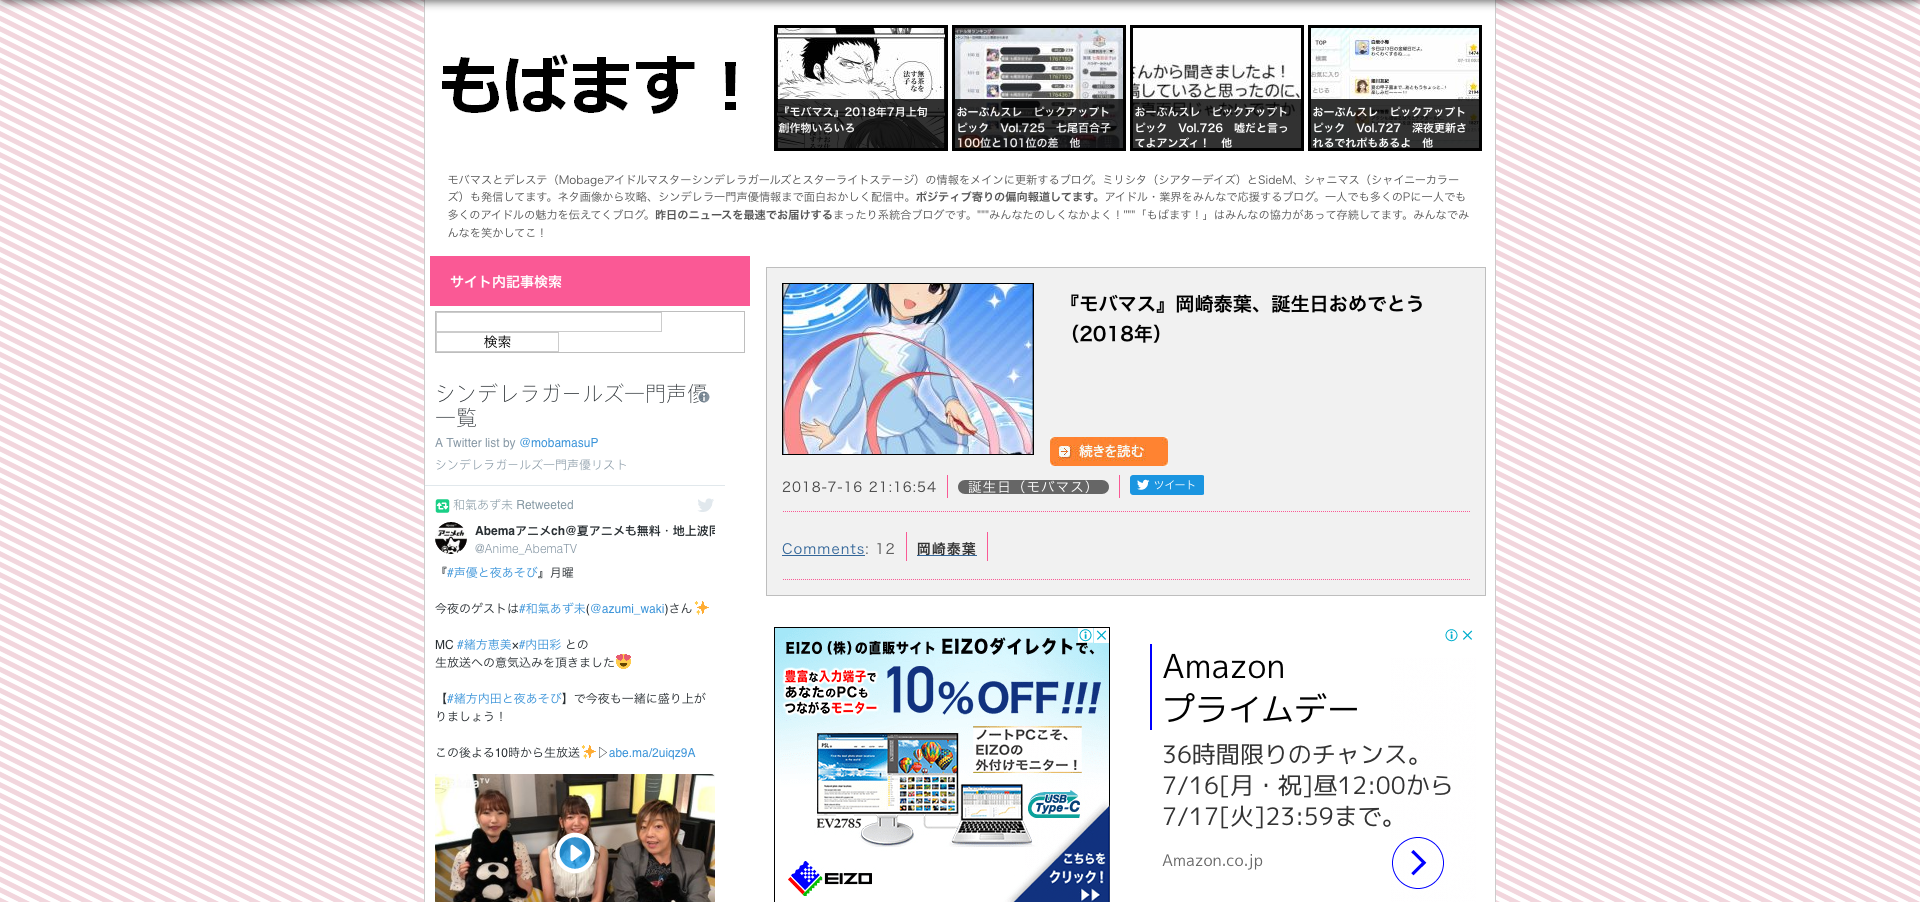 もばます！
無茶をするな法子
『モバマス』2018年7月上旬
創作物いろいろ
おーぷんスレ　ピックアップト
ピック　Vol.725　七尾百合子
100位と101位の差　他
さんから聞きましたよ！
高していると思ったのに、
おーぷんスレ　ピックアップト
ピック　Vol.726　嘘だと言っ
てよアンズィ！　他
TOP
おーぷんスレ　ピックアップト
ピック　Vol.727　深夜更新さ
れるでれぽもあるよ　他
モバマスとデレステ（Mobageアイドルマスターシンデレラガールズとスターライトステージ）の情報をメインに更新するブログ。ミリシタ（シアターデイズ）とSideM、シャニマス（シャイニーカラー
ズ）も発信してます。ネタ画像から攻略、シンデレラ一門声優情報まで面白おかしく配信中。ポジティブ寄りの偏向報道してます。アイドル・業界をみんなで応援するブログ。一人でも多くのPに一人でも
多くのアイドルの魅力を伝えてくブログ。昨日のニュースを最速でお届けするまったり系統合ブログです。"""みんなたのしくなかよく！"""「もばます！」はみんなの協力があって存続してます。みんなでみ
んなを笑かしてこ！
サイト内記事検索
検索
シンデレラガールズ一門声優
一覧
A Twitter list by @mobamasuP
シンデレラガールズ一門声優リスト
和氣あず未 Retweeted
Abemaアニメch@夏アニメも無料・地上波同
@Anime_AbemaTV
『#声優と夜あそび』月曜
今夜のゲストは#和氣あず未(@azumi_waki)さん✨
MC #緒方恵美×#内田彩 との
生放送への意気込みを頂きました😍
【#緒方内田と夜あそび】で今夜も一緒に盛り上が
りましょう！
この後よる10時から生放送✨▷abe.ma/2uiqz9A
『モバマス』岡崎泰葉、誕生日おめでとう
（2018年）
続きを読む
2018-7-16 21:16:54
誕生日（モバマス）
ツイート
Comments: 12
岡崎泰葉
EIZO（株）の直販サイト EIZOダイレクトで、
豊富な入力端子で
あなたのPCも
つながるモニター
10%OFF!!!
ノートPCこそ、
EIZOの
外付けモニター！
USB
Type-C
EV2785
こちらを
クリック！
EIZO
Amazon
プライムデー
36時間限りのチャンス。
7/16[月・祝]昼12:00から
7/17[火]23:59まで。
Amazon.co.jp